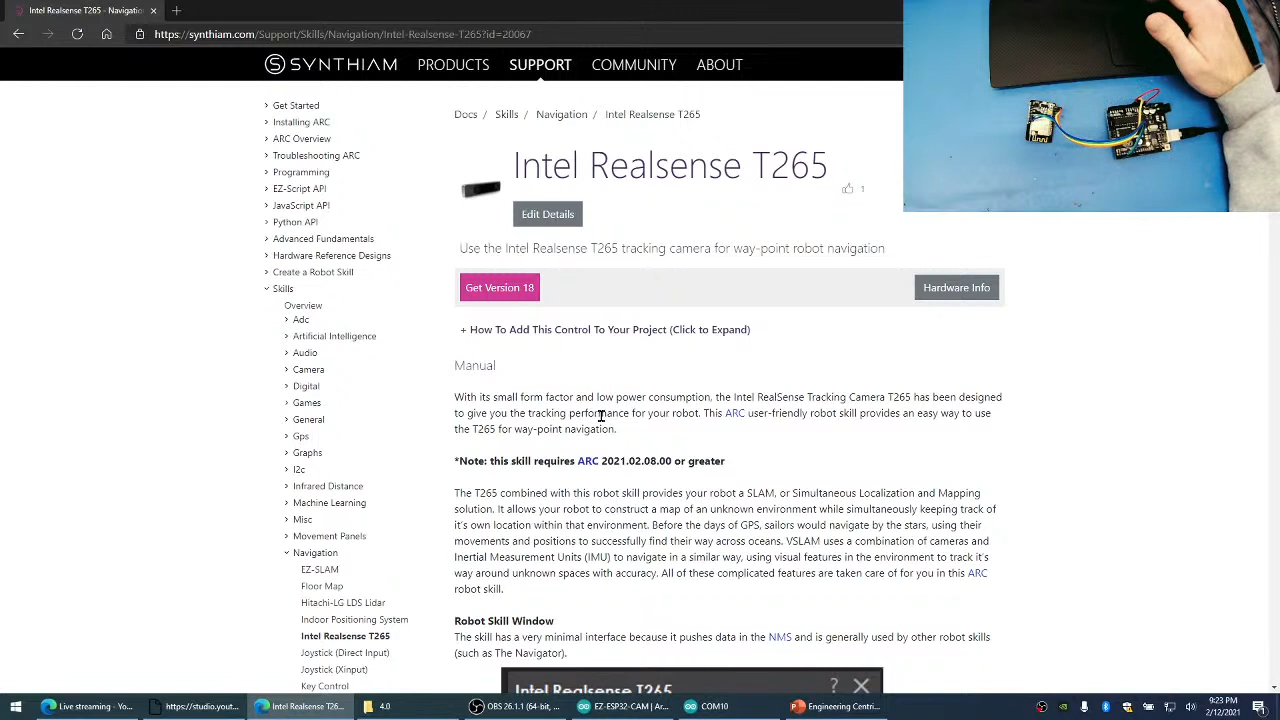 Intel Realsense T265 - Navigatio
https://synthiam.com/Support/Skills/Navigation/Intel-Realsense-T265?id=20067
SYNTHIAM PRODUCTS SUPPORT COMMUNITY ABOUT
Get Started
Installing ARC
ARC Overview
Troubleshooting ARC
Programming
EZ-Script API
JavaScript API
Python API
Advanced Fundamentals
Hardware Reference Designs
Create a Robot Skill
Skills
Overview
Adc
Artificial Intelligence
Audio
Camera
Digital
Games
General
Gps
Graphs
I2c
Infrared Distance
Machine Learning
Misc
Movement Panels
Navigation
EZ-SLAM
Floor Map
Hitachi-LG LDS Lidar
Indoor Positioning System
Intel Realsense T265
Joystick (Direct Input)
Joystick (Xinput)
Key Control
Docs / Skills / Navigation / Intel Realsense T265
Intel Realsense T265
1
Edit Details
Use the Intel Realsense T265 tracking camera for way-point robot navigation
Get Version 18
Hardware Info
+ How To Add This Control To Your Project (Click to Expand)
Manual
With its small form factor and low power consumption, the Intel RealSense Tracking Camera T265 has been designed
to give you the tracking performance for your robot. This ARC user-friendly robot skill provides an easy way to use
the T265 for way-point navigation.
*Note: this skill requires ARC 2021.02.08.00 or greater
The T265 combined with this robot skill provides your robot a SLAM, or Simultaneous Localization and Mapping
solution. It allows your robot to construct a map of an unknown environment while simultaneously keeping track of
it's own location within that environment. Before the days of GPS, sailors would navigate by the stars, using their
movements and positions to successfully find their way across oceans. VSLAM uses a combination of cameras and
Inertial Measurement Units (IMU) to navigate in a similar way, using visual features in the environment to track it's
way around unknown spaces with accuracy. All of these complicated features are taken care of for you in this ARC
robot skill.
Robot Skill Window
The skill has a very minimal interface because it pushes data in the NMS and is generally used by other robot skills
(such as The Navigator).
Intel Realsense T265 ?
Live streaming - Yo...
https://studio.yout...
Intel Realsense T26...
4.0
OBS 26.1.1 (64-bit, ...
EZ-ESP32-CAM | Ar...
COM10
Engineering Centri...
9:23 PM
2/12/2021